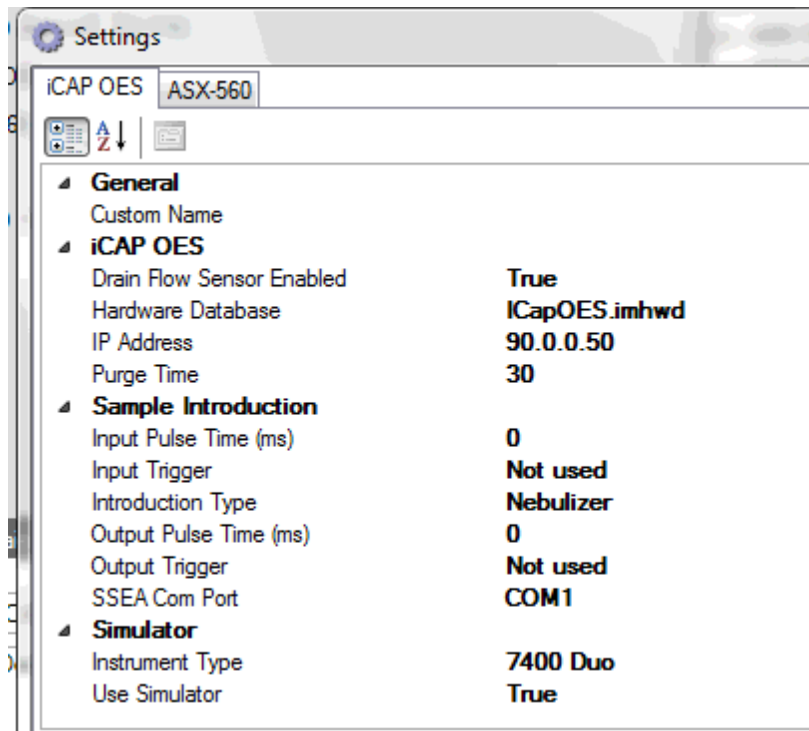 Settings
iCAP OES ASX-560
General
Custom Name
iCAP OES
Drain Flow Sensor Enabled True
Hardware Database ICapOES.imhwd
IP Address 90.0.0.50
Purge Time 30
Sample Introduction
Input Pulse Time (ms) 0
Input Trigger Not used
Introduction Type Nebulizer
Output Pulse Time (ms) 0
Output Trigger Not used
SSEA Com Port COM1
Simulator
Instrument Type 7400 Duo
Use Simulator True